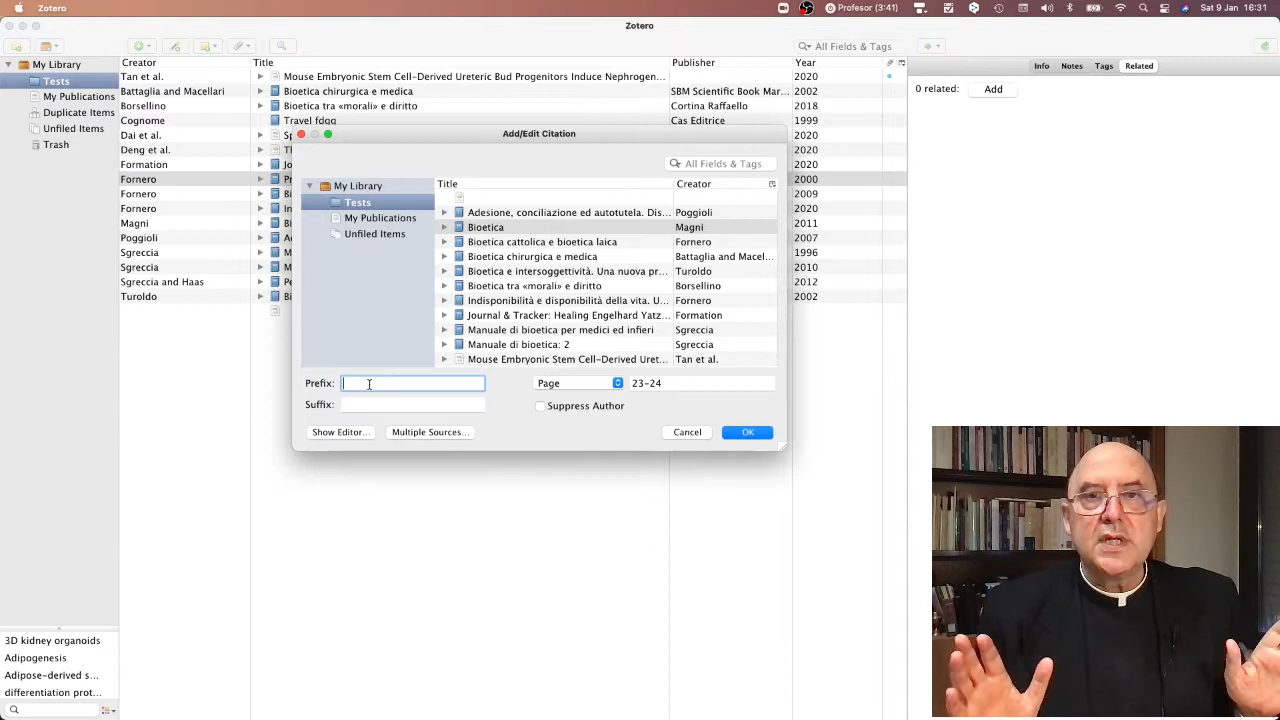 Zotero
Profesor (3:41)
Sat 9 Jan 16:31
Zotero
All Fields & Tags
My Library
Tests
My Publications
Duplicate Items
Unfiled Items
Trash
Creator Title Publisher Year
Tan et al. Mouse Embryonic Stem Cell-Derived Ureteric Bud Progenitors Induce Nephrogen... 2020
Battaglia and Macellari Bioetica chirurgica e medica SBM Scientific Book Mar... 2002
Borsellino Bioetica tra «morali» e diritto Cortina Raffaello 2018
Cognome Travel fdgg Cas Editrice 1999
Dai et al. Sp 2020
Deng et al. 2020
Formation Jo 2020
Fornero Pr 2000
Fornero Bi 2009
Fornero In 2020
Magni Bi 2011
Poggioli Ad 2007
Sgreccia M 1996
Sgreccia M 2010
Sgreccia and Haas Pe 2012
Turoldo Bi 2002
Info Notes Tags Related
0 related: Add
Add/Edit Citation
All Fields & Tags
My Library
Tests
My Publications
Unfiled Items
Title Creator
Adesione, conciliazione ed autotutela. Dis... Poggioli
Bioetica Magni
Bioetica cattolica e bioetica laica Fornero
Bioetica chirurgica e medica Battaglia and Macel...
Bioetica e intersoggettività. Una nuova pr... Turoldo
Bioetica tra «morali» e diritto Borsellino
Indisponibilità e disponibilità della vita. U... Fornero
Journal & Tracker: Healing Engelhard Yatz... Formation
Manuale di bioetica per medici ed infieri Sgreccia
Manuale di bioetica: 2 Sgreccia
Mouse Embryonic Stem Cell-Derived Uret... Tan et al.
Prefix: Page 23-24
Suffix: Suppress Author
Show Editor... Multiple Sources... Cancel OK
3D kidney organoids
Adipogenesis
Adipose-derived s...
differentiation prot...